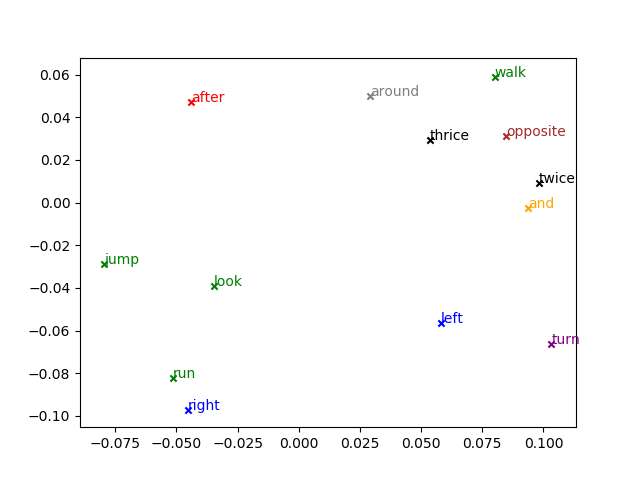 walk
0.06
after
around
0.04
thrice
opposite
0.02
twice
0.00
and
−0.02
jump
look
−0.04
left
−0.06
turn
−0.08
run
right
−0.10
−0.075 −0.050 −0.025 0.000 0.025 0.050 0.075 0.100